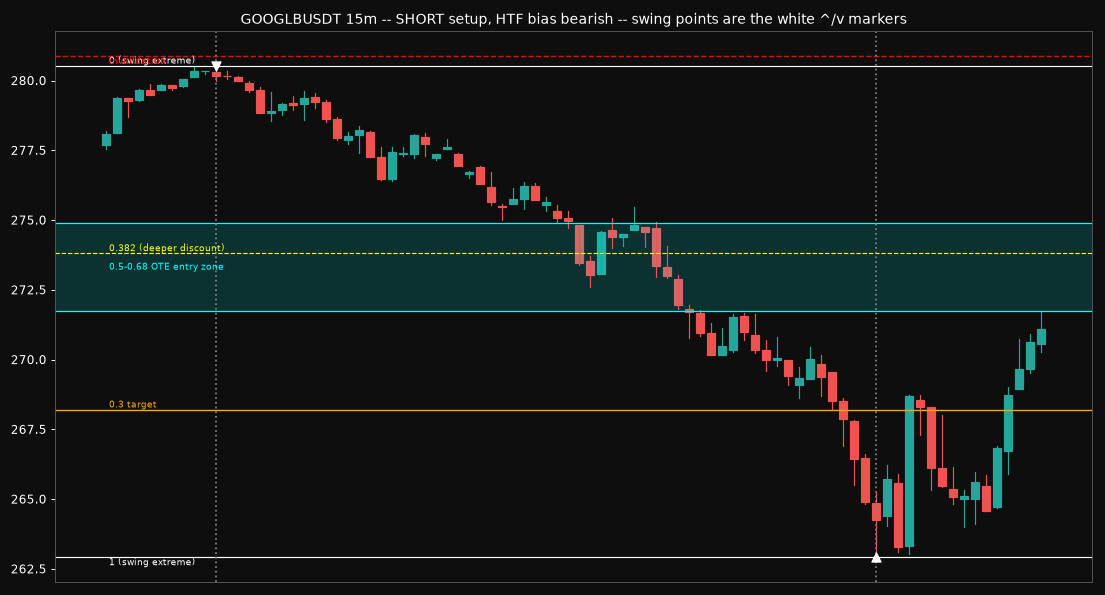 GOOGLBUSDT 15m -- SHORT setup, HTF bias bearish -- swing points are the white ^/v markers
0 (swing extreme)
280.0
277.5
275.0
0.382 (deeper discount)
0.5-0.68 OTE entry zone
272.5
270.0
0.3 target
267.5
265.0
1 (swing extreme)
262.5